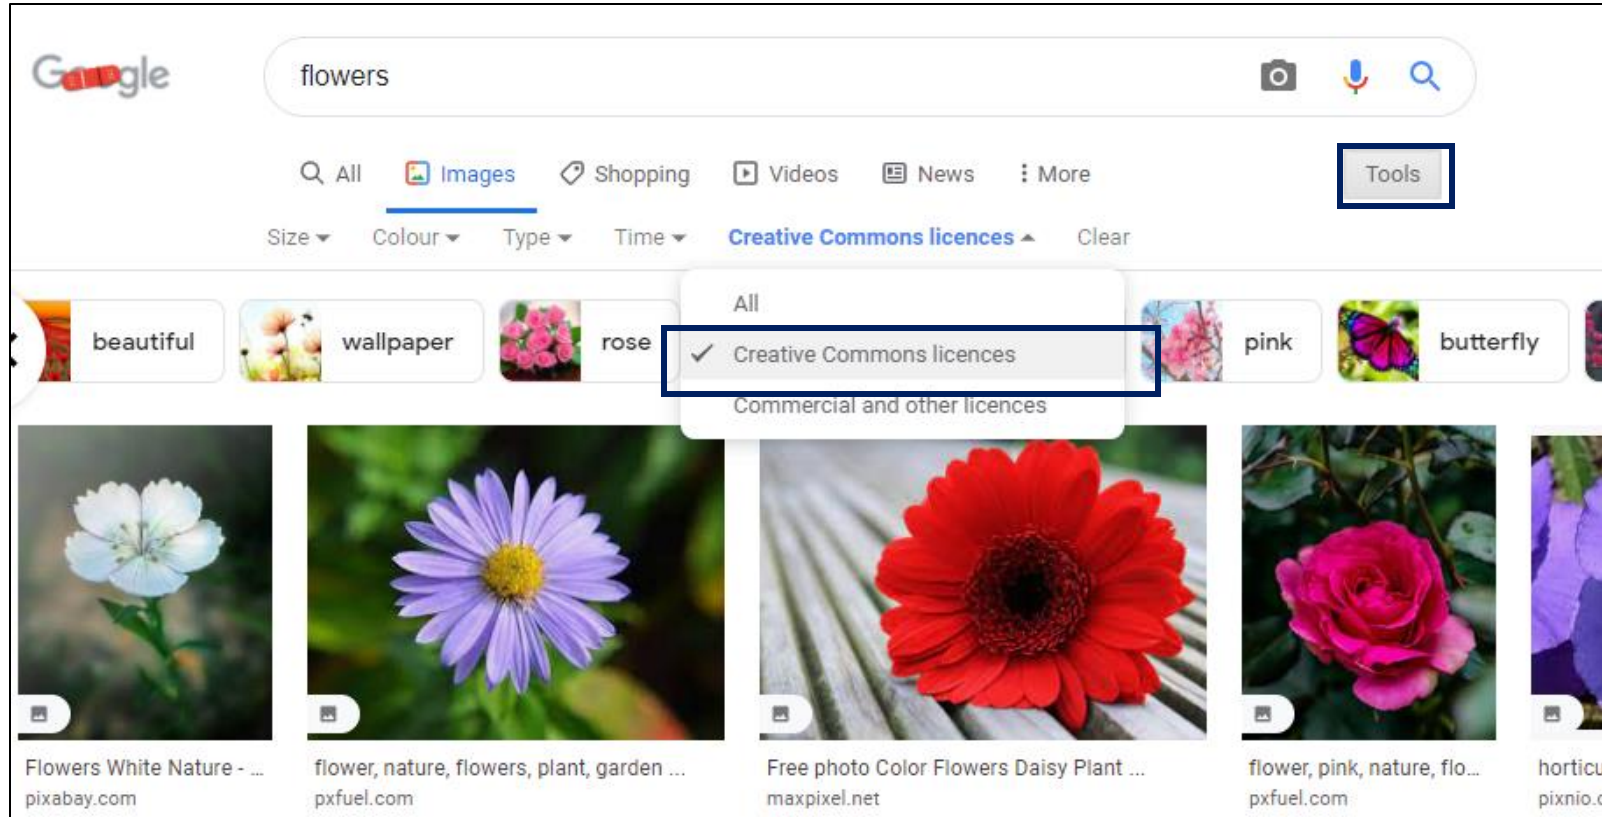 Google
flowers
All Images Shopping Videos News More Tools
Size Colour Type Time Creative Commons licences Clear
All
Creative Commons licences
Commercial and other licences
beautiful wallpaper rose pink butterfly
Flowers White Nature - ... flower, nature, flowers, plant, garden ... Free photo Color Flowers Daisy Plant ... flower, pink, nature, flo...
pixabay.com pxfuel.com maxpixel.net pxfuel.com